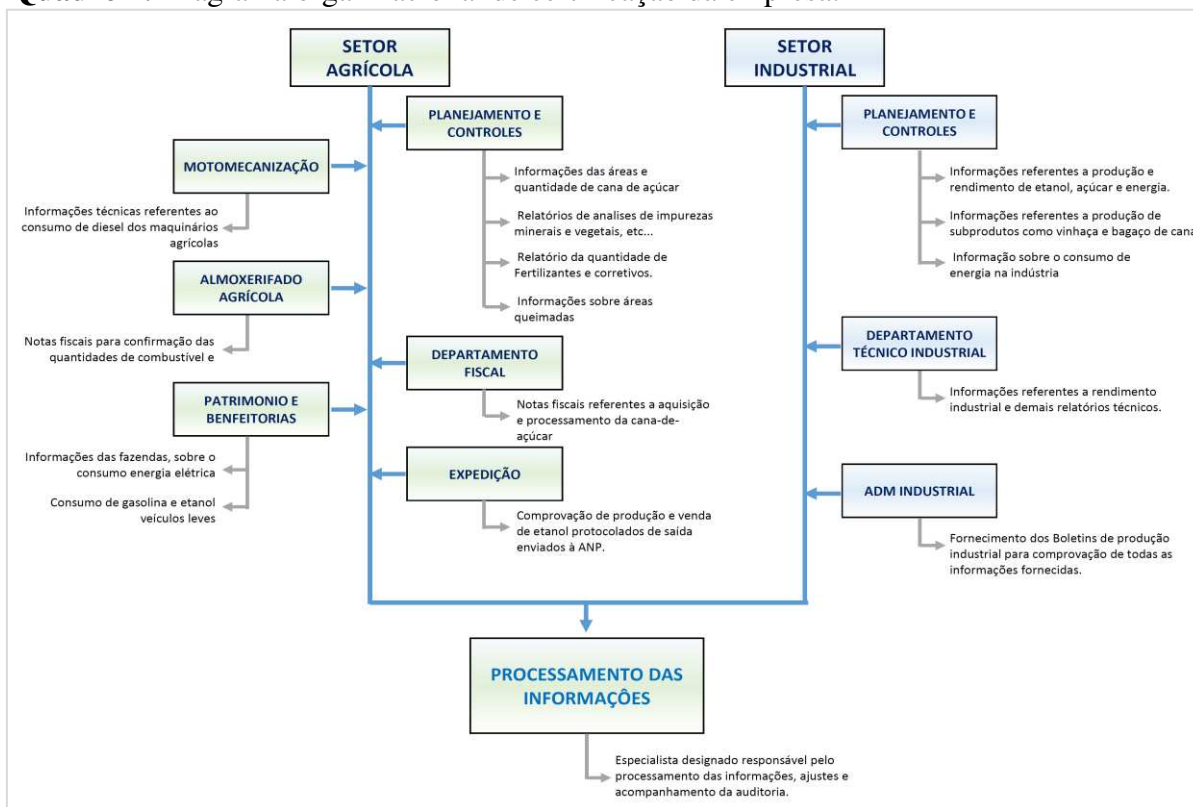 SETOR
AGRÍCOLA
SETOR
INDUSTRIAL
PLANEJAMENTO E
CONTROLES
Informações das áreas e
quantidade de cana de açúcar
Relatórios de analises de impurezas
minerais e vegetais, etc...
Relatório da quantidade de
Fertilizantes e corretivos.
Informações sobre áreas
queimadas
MOTOMECANIZAÇÃO
Informações técnicas referentes ao
consumo de diesel dos maquinários
agrícolas
ALMOXERIFADO
AGRÍCOLA
Notas fiscais para confirmação das
quantidades de combustível e
DEPARTAMENTO
FISCAL
Notas fiscais referentes a aquisição
e processamento da cana-de-
açúcar
PATRIMONIO E
BENFEITORIAS
Informações das fazendas, sobre o
consumo energia elétrica
Consumo de gasolina e etanol
veículos leves
EXPEDIÇÃO
Comprovação de produção e venda
de etanol protocolados de saída
enviados à ANP.
PLANEJAMENTO E
CONTROLES
Informações referentes a produção e
rendimento de etanol, açúcar e energia.
Informações referentes a produção de
subprodutos como vinhaça e bagaço de cana
Informação sobre o consumo de
energia na indústria
DEPARTAMENTO
TÉCNICO INDUSTRIAL
Informações referentes a rendimento
industrial e demais relatórios técnicos.
ADM INDUSTRIAL
Fornecimento dos Boletins de produção
industrial para comprovação de todas as
informações fornecidas.
PROCESSAMENTO DAS
INFORMAÇÔES
Especialista designado responsável pelo
processamento das informações, ajustes e
acompanhamento da auditoria.